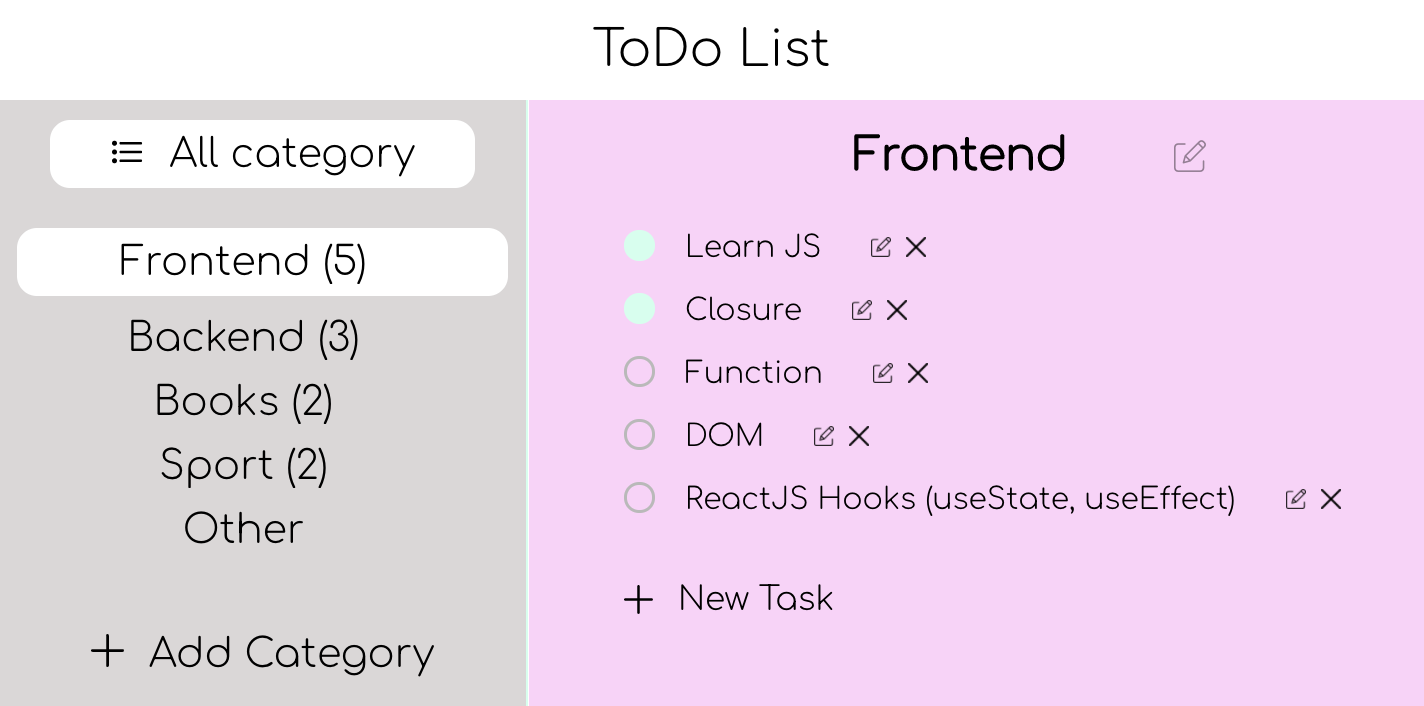 ToDo List
All category
Frontend (5)
Backend (3)
Books (2)
Sport (2)
Other
Add Category
Frontend
Learn JS
Closure
Function
DOM
ReactJS Hooks (useState, useEffect)
New Task